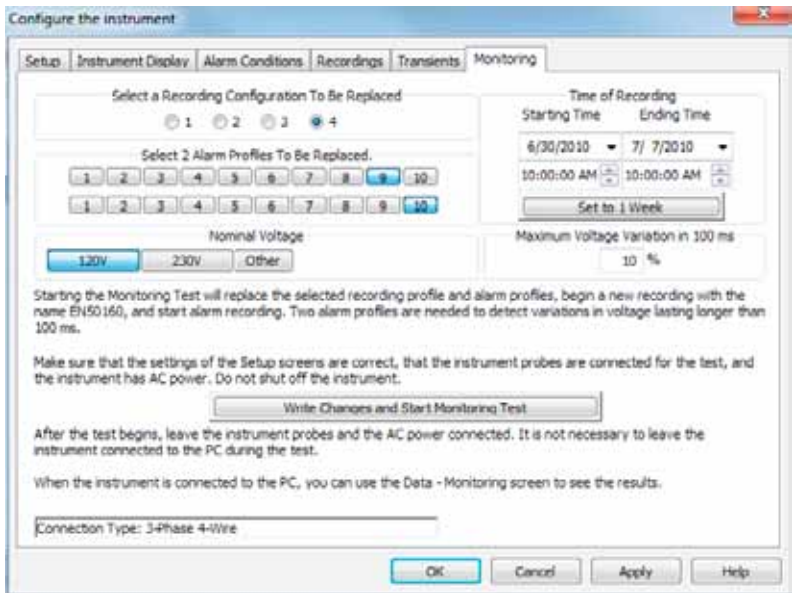 Configure the instrument
Setup Instrument Display Alarm Conditions Recordings Transients Monitoring
Select a Recording Configuration To Be Replaced
1 2 3 4
Time of Recording
Starting Time Ending Time
6/30/2010 7/ 7/2010
10:00:00 AM 10:00:00 AM
Set to 1 Week
Select 2 Alarm Profiles To Be Replaced.
1 2 3 4 5 6 7 8 9 10
1 2 3 4 5 6 7 8 9 10
Nominal Voltage
120V 230V Other
Maximum Voltage Variation in 100 ms
10 %
Starting the Monitoring Test will replace the selected recording profile and alarm profiles, begin a new recording with the
name EN50160, and start alarm recording. Two alarm profiles are needed to detect variations in voltage lasting longer than
100 ms.
Make sure that the settings of the Setup screens are correct, that the instrument probes are connected for the test, and
the instrument has AC power. Do not shut off the instrument.
Write Changes and Start Monitoring Test
After the test begins, leave the instrument probes and the AC power connected. It is not necessary to leave the
instrument connected to the PC during the test.
When the instrument is connected to the PC, you can use the Data - Monitoring screen to see the results.
Connection Type: 3-Phase 4-Wire
OK Cancel Apply Help